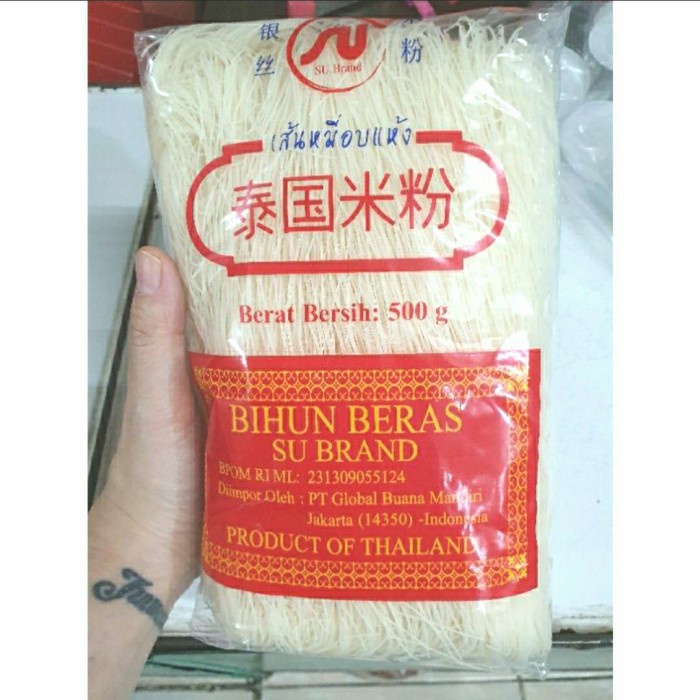 银丝
SU
SU Brand
粉
เส้นหมี่อบแห้ง
泰国米粉
Berat Bersih: 500 g
BIHUN BERAS
SU BRAND
BPOM RI ML: 231309055124
Diimpor Oleh : PT Global Buana Mandiri
Jakarta (14350) -Indonesia
PRODUCT OF THAILAND